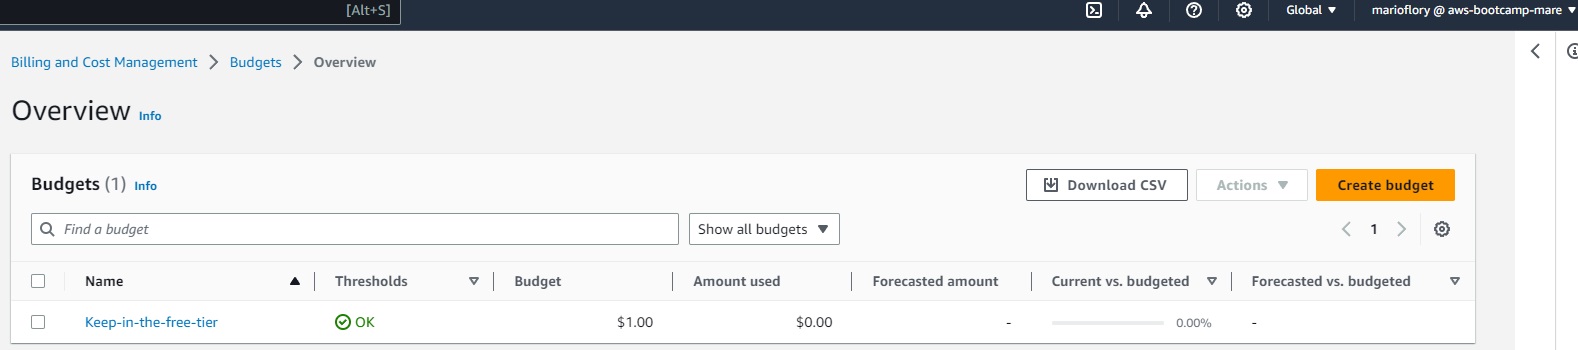 [Alt+S] Global marioflory @ aws-bootcamp-mare
Billing and Cost Management Budgets Overview
Overview Info
Budgets (1) Info Download CSV Actions Create budget
Find a budget Show all budgets 1
Name Thresholds Budget Amount used Forecasted amount Current vs. budgeted Forecasted vs. budgeted
Keep-in-the-free-tier OK $1.00 $0.00 - 0.00% -